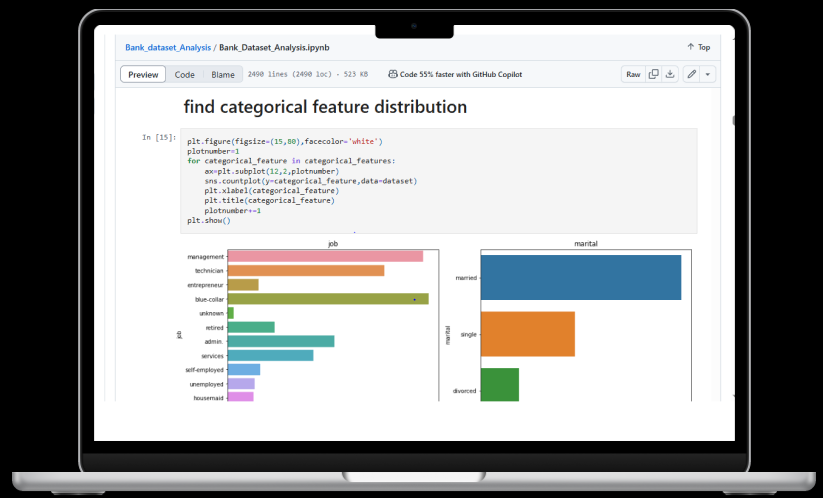 Bank_dataset_Analysis / Bank_Dataset_Analysis.ipynb
Top
Preview Code Blame 2490 lines (2490 loc) · 523 KB Code 55% faster with GitHub Copilot Raw
find categorical feature distribution
In [15]:
plt.figure(figsize=(15,80),facecolor='white')
plotnumber=1
for categorical_feature in categorical_features:
    ax=plt.subplot(12,2,plotnumber)
    sns.countplot(y=categorical_feature,data=dataset)
    plt.xlabel(categorical_feature)
    plt.title(categorical_feature)
    plotnumber+=1
plt.show()
job
management
technician
entrepreneur
blue-collar
unknown
retired
admin.
services
self-employed
unemployed
housemaid
job
marital
married
single
divorced
marital